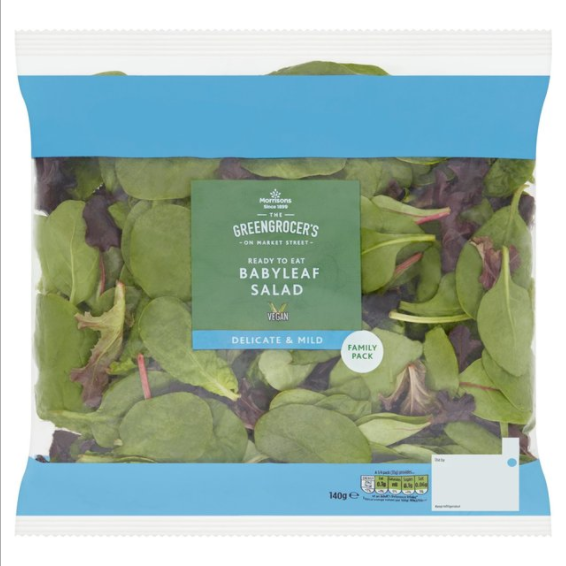 Morrisons
Since 1899
THE
GREENGROCER'S
ON MARKET STREET
READY TO EAT
BABYLEAF
SALAD
VEGAN
DELICATE & MILD
FAMILY
PACK
140g ℮